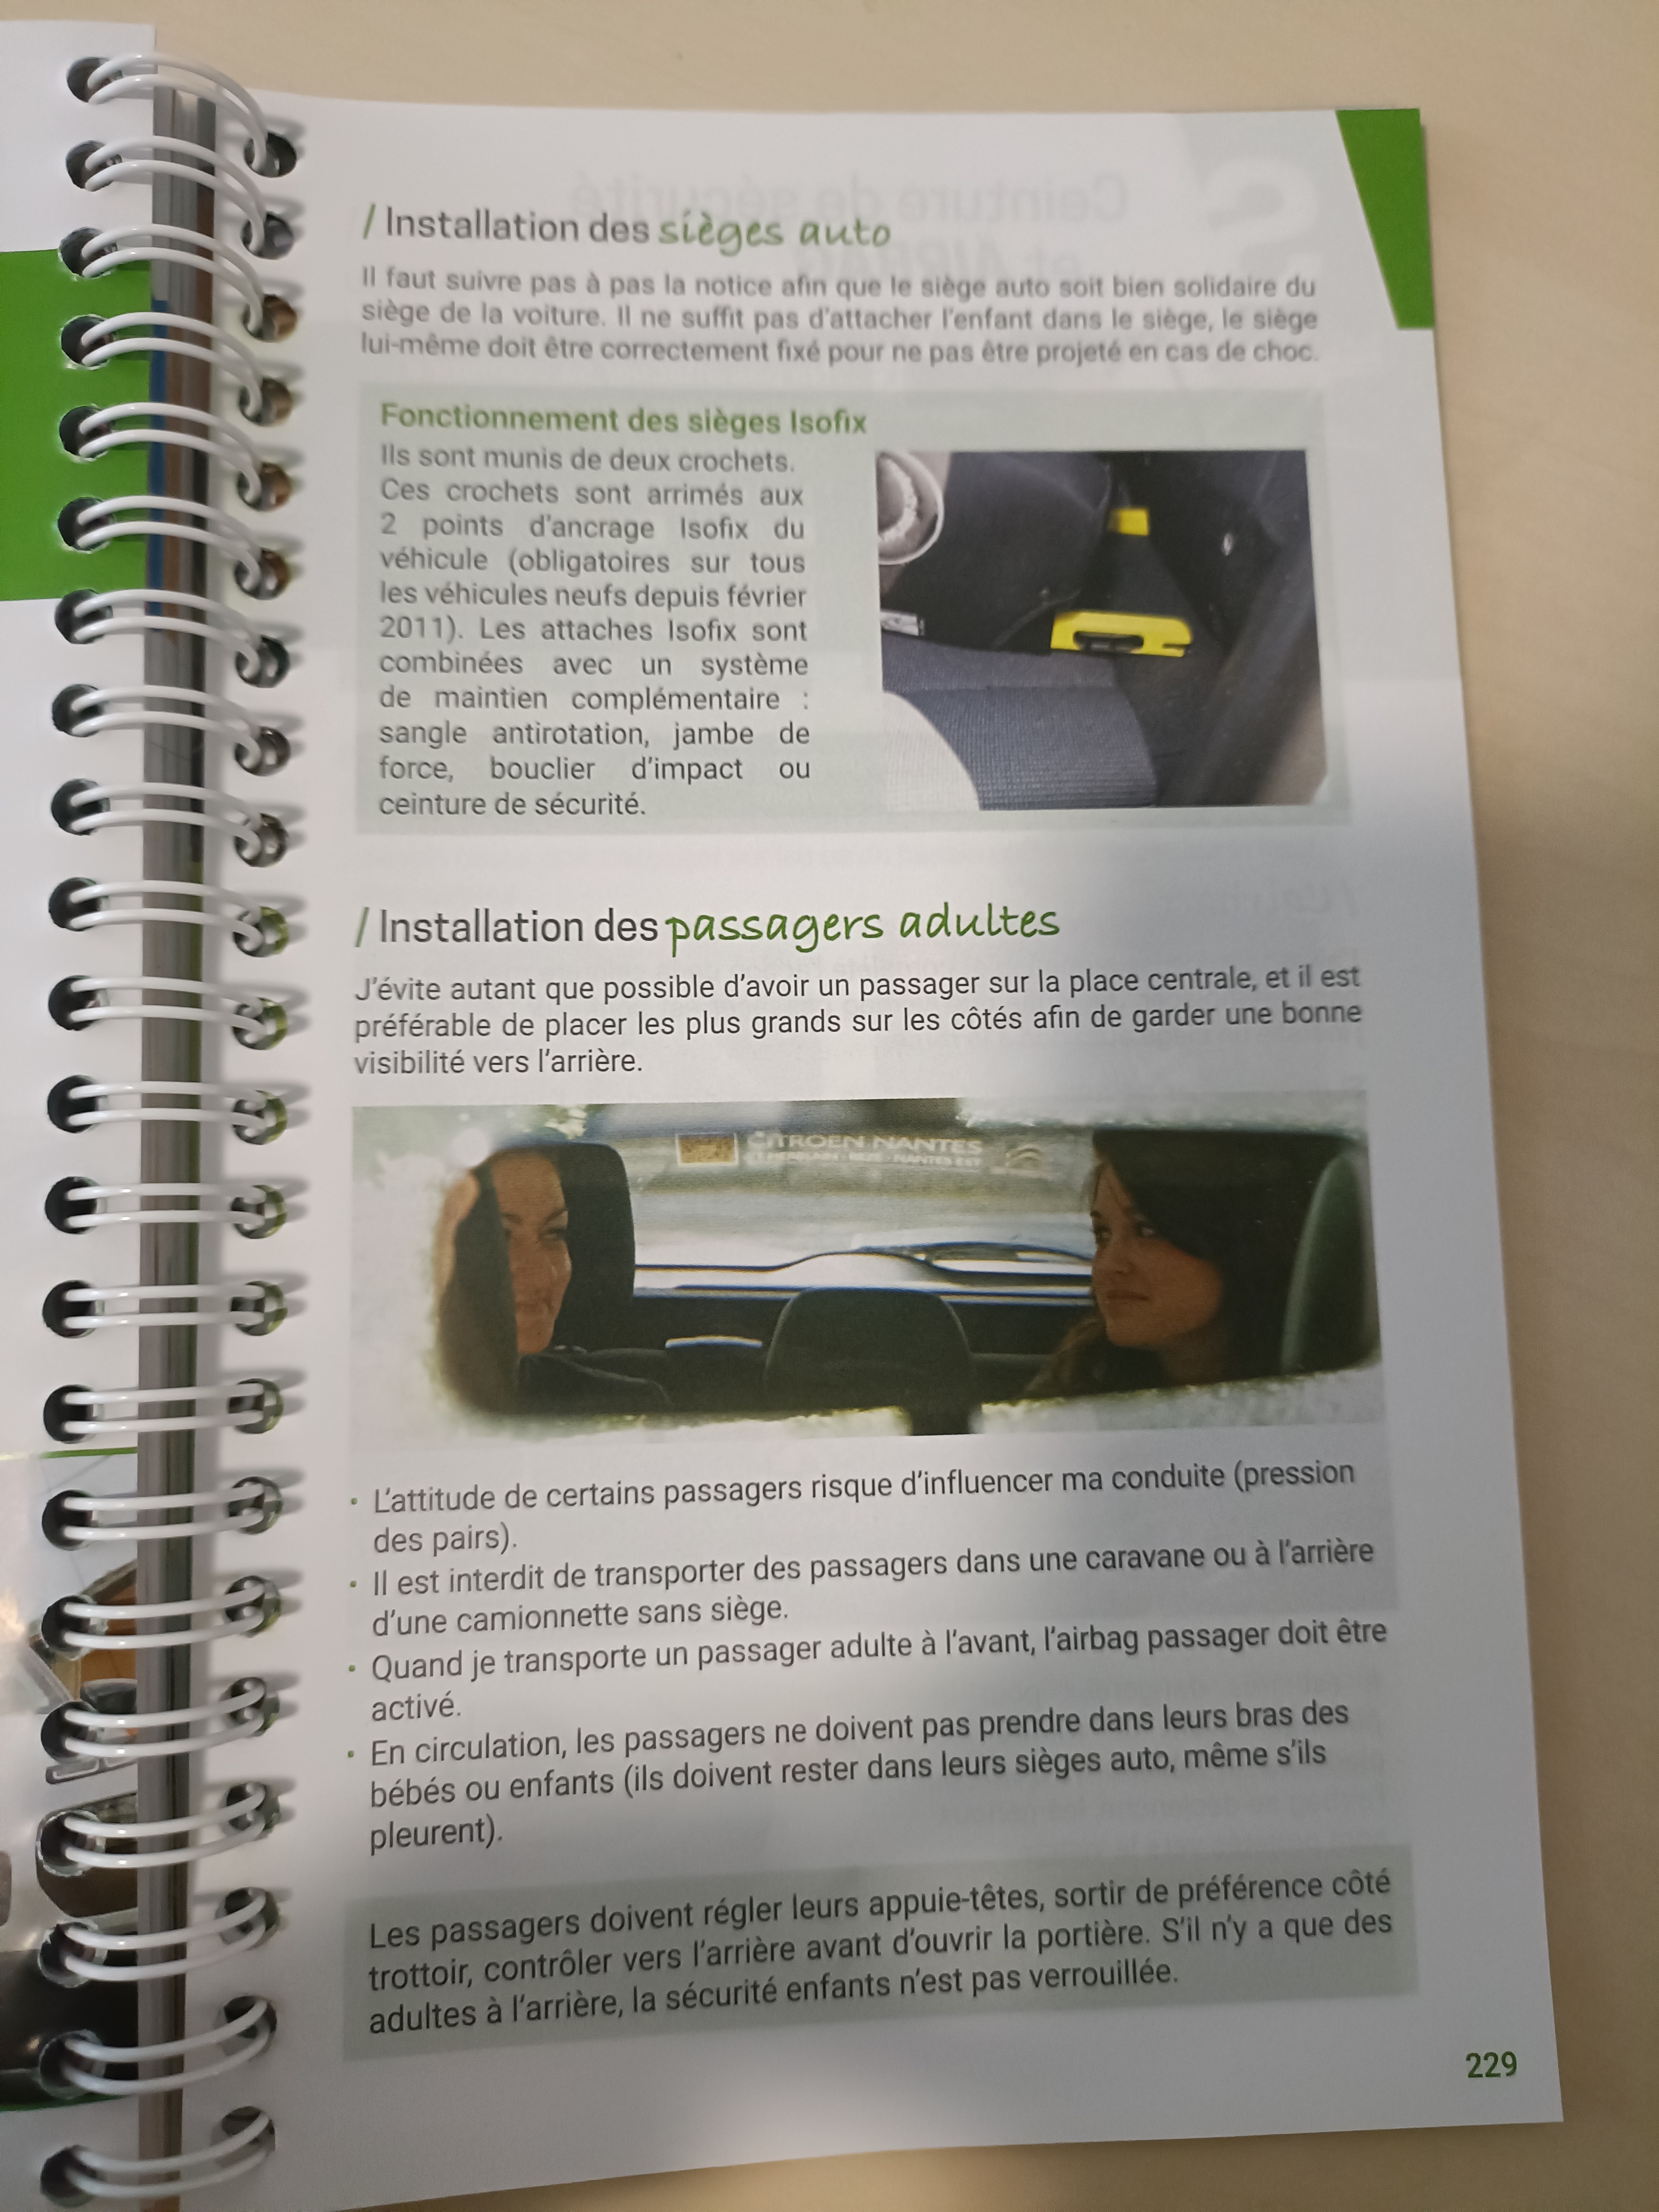 / Installation des sièges auto
Il faut suivre pas à pas la notice afin que le siège auto soit bien solidaire du
siège de la voiture. Il ne suffit pas d'attacher l'enfant dans le siège, le siège
lui-même doit être correctement fixé pour ne pas être projeté en cas de choc.
Fonctionnement des sièges Isofix
Ils sont munis de deux crochets.
Ces crochets sont arrimés aux
2 points d'ancrage Isofix du
véhicule (obligatoires sur tous
les véhicules neufs depuis février
2011). Les attaches Isofix sont
combinées avec un système
de maintien complémentaire :
sangle antirotation, jambe de
force, bouclier d'impact ou
ceinture de sécurité.
/ Installation des passagers adultes
J'évite autant que possible d'avoir un passager sur la place centrale, et il est
préférable de placer les plus grands sur les côtés afin de garder une bonne
visibilité vers l'arrière.
CITROEN NANTES
• L'attitude de certains passagers risque d'influencer ma conduite (pression
des pairs).
• Il est interdit de transporter des passagers dans une caravane ou à l'arrière
d'une camionnette sans siège.
• Quand je transporte un passager adulte à l'avant, l'airbag passager doit être
activé.
• En circulation, les passagers ne doivent pas prendre dans leurs bras des
bébés ou enfants (ils doivent rester dans leurs sièges auto, même s'ils
pleurent).
Les passagers doivent régler leurs appuie-têtes, sortir de préférence côté
trottoir, contrôler vers l'arrière avant d'ouvrir la portière. S'il n'y a que des
adultes à l'arrière, la sécurité enfants n'est pas verrouillée.
229